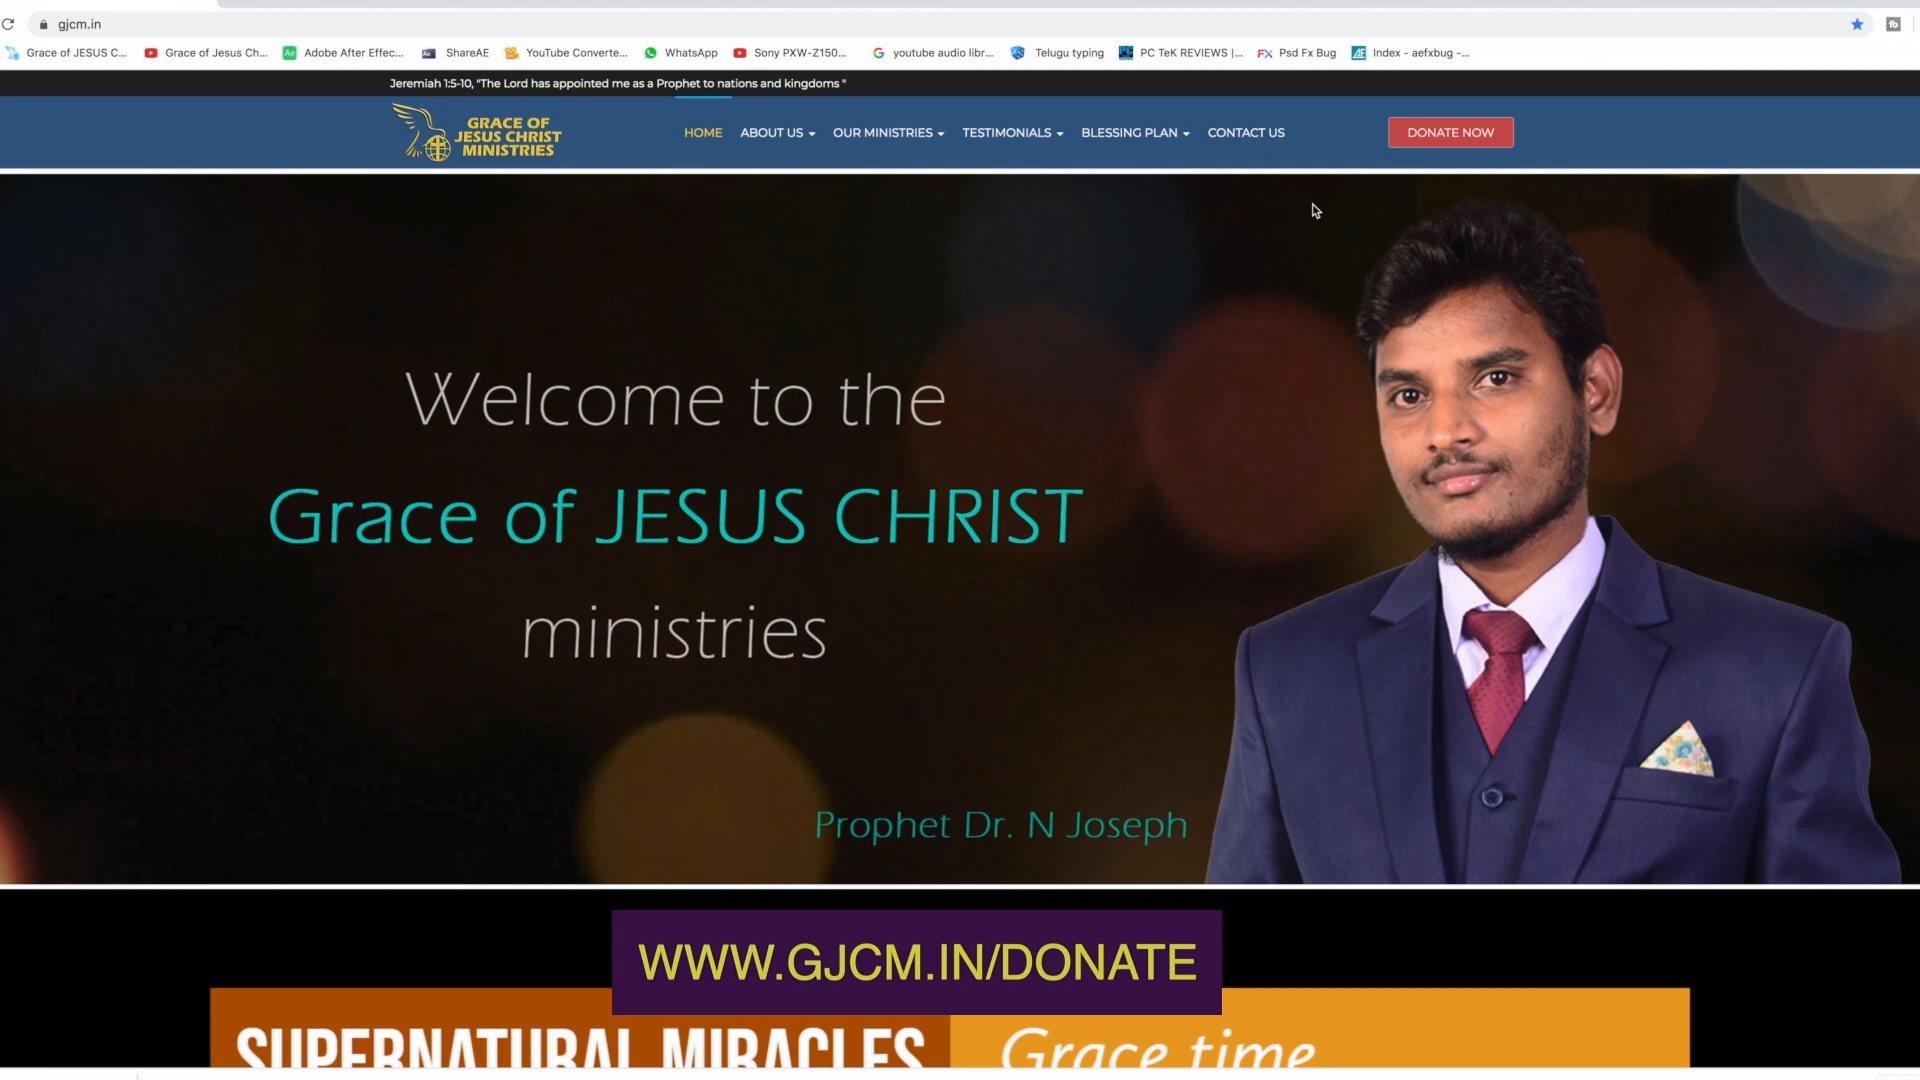 gjcm.in
Grace of JESUS C... Grace of Jesus Ch... Adobe After Effec... ShareAE YouTube Converte... WhatsApp Sony PXW-Z150... youtube audio libr... Telugu typing PC TeK REVIEWS |... Psd Fx Bug Index - aefxbug -...
Jeremiah 1:5-10, "The Lord has appointed me as a Prophet to nations and kingdoms "
GRACE OF
JESUS CHRIST
MINISTRIES
HOME ABOUT US OUR MINISTRIES TESTIMONIALS BLESSING PLAN CONTACT US DONATE NOW
Welcome to the
Grace of JESUS CHRIST
ministries
Prophet Dr. N Joseph
WWW.GJCM.IN/DONATE
SUPERNATURAL MIRACLES Grace time